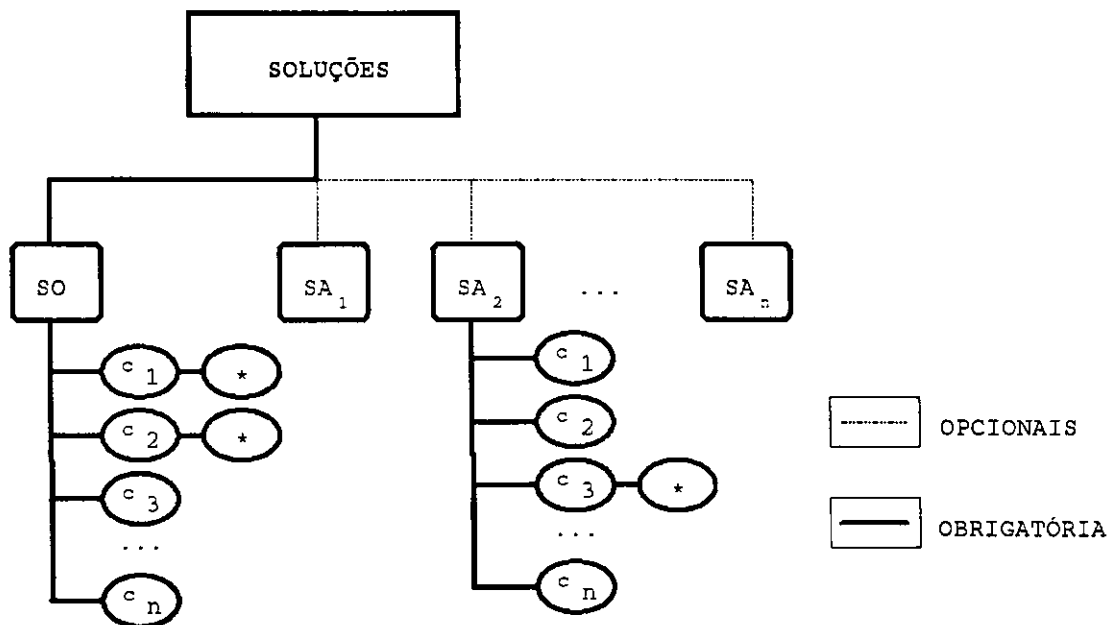 SOLUÇÕES
SO
SA 1
SA 2
...
SA n
c 1 *
c 2 *
c 3
...
c n
c 1
c 2
c 3 *
...
c n
OPCIONAIS
OBRIGATÓRIA